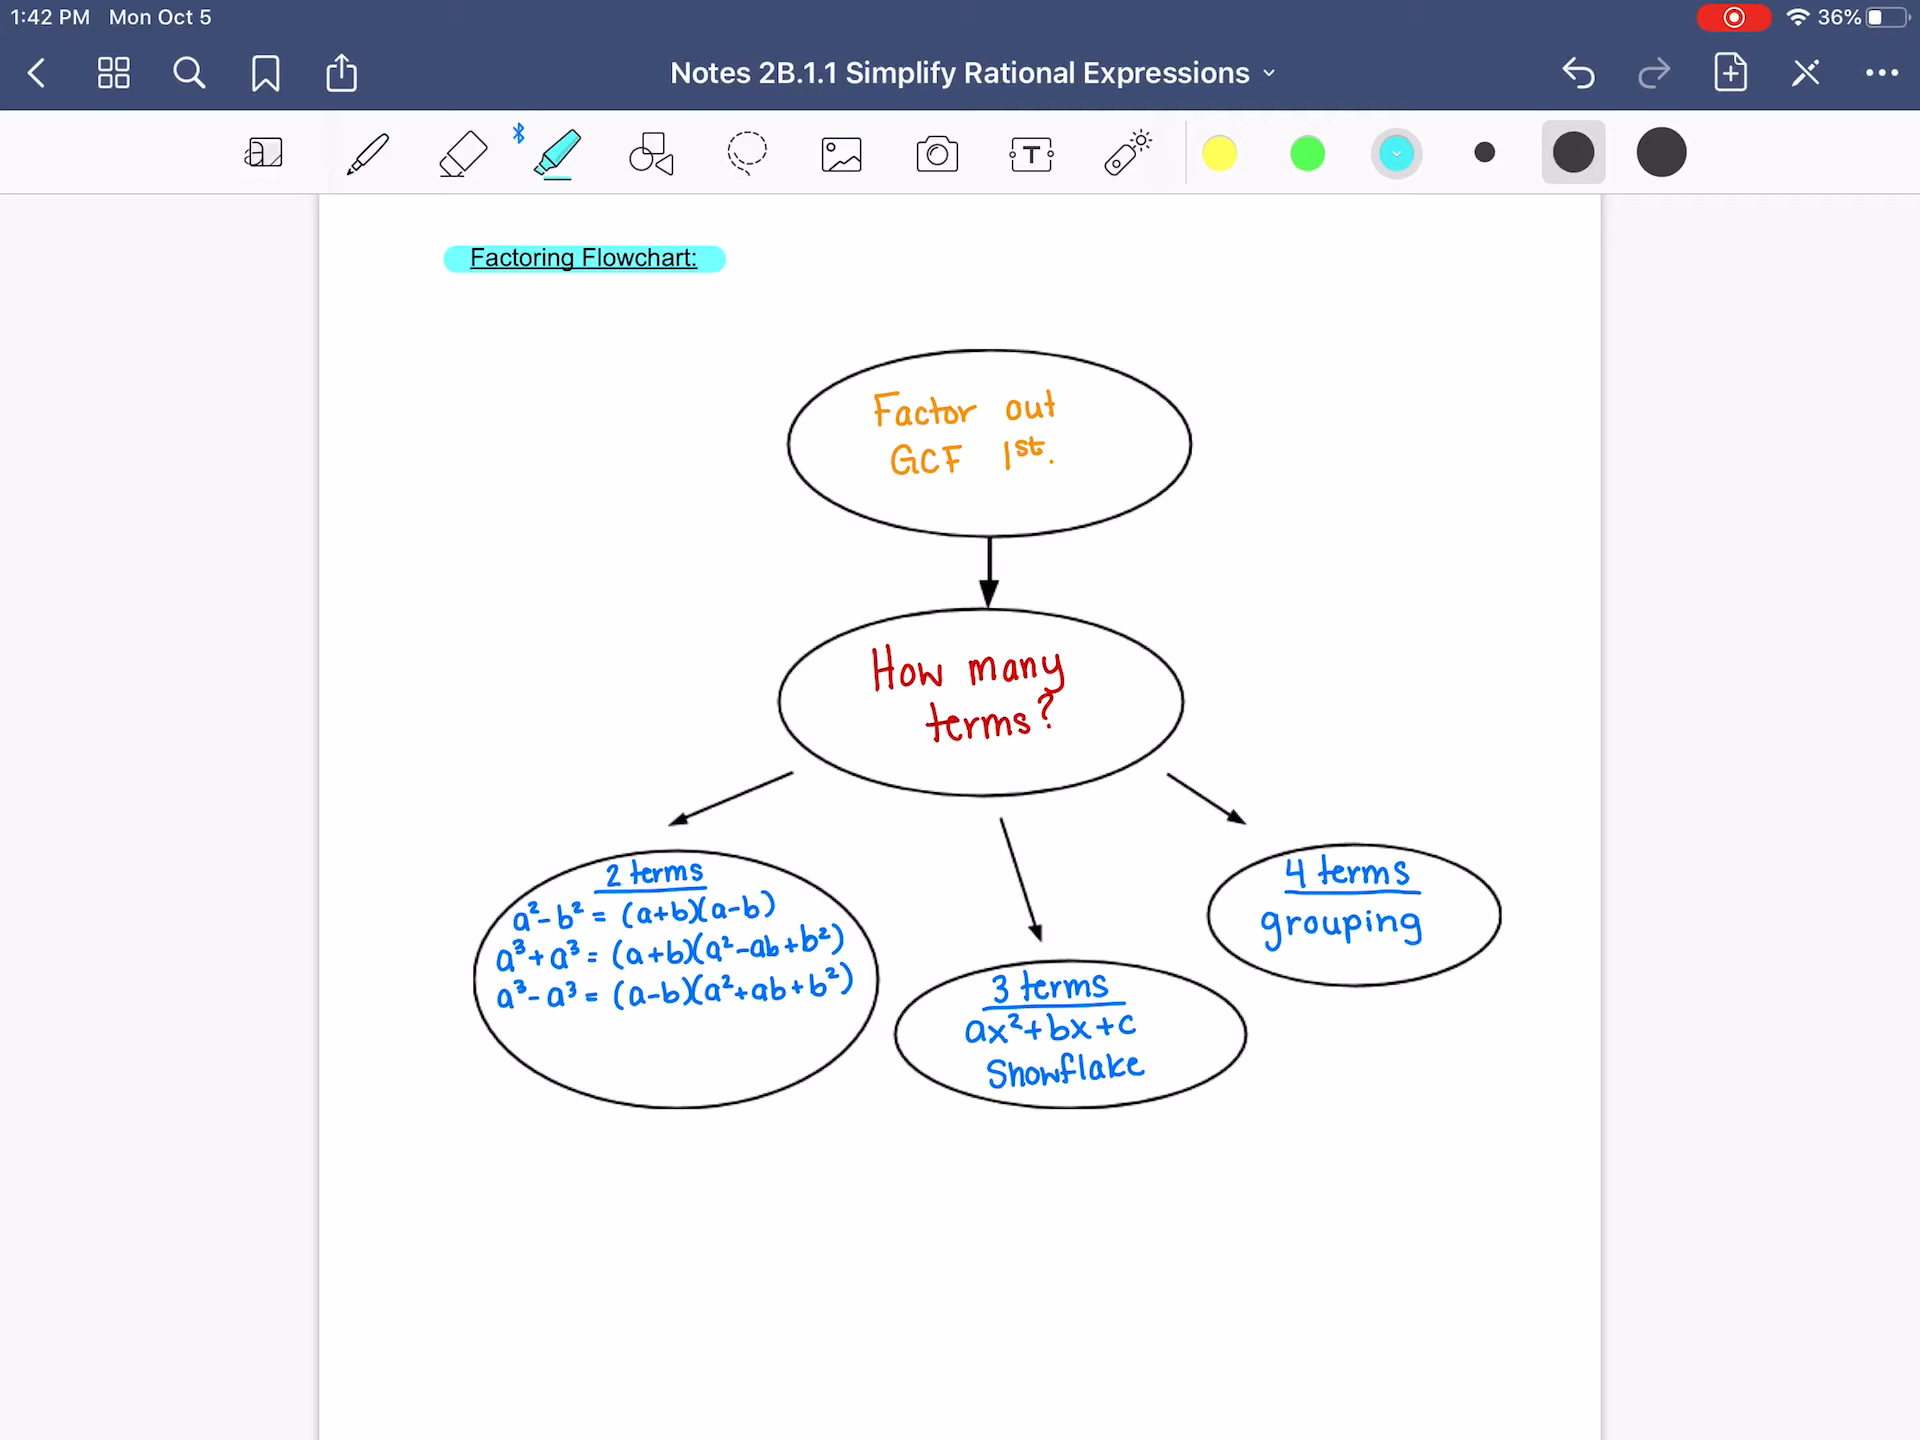 1:42 PM Mon Oct 5
36%
Notes 2B.1.1 Simplify Rational Expressions
Factoring Flowchart:
Factor out
GCF 1st.
How many
terms?
2 terms
a²-b² = (a+b)(a-b)
a³+a³ = (a+b)(a²-ab+b²)
a³-a³ = (a-b)(a²+ab+b²)
3 terms
ax²+bx+c
Snowflake
4 terms
grouping